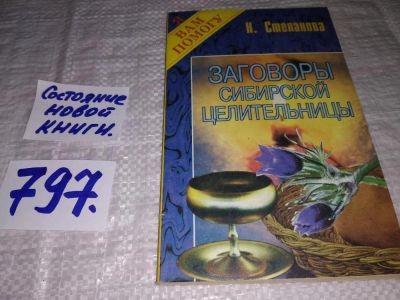 Состояние
новой
книги.
797.
Я ВАМ
ПОМОГУ
Н. Степанова
ЗАГОВОРЫ
СИБИРСКОЙ
ЦЕЛИТЕЛЬНИЦЫ